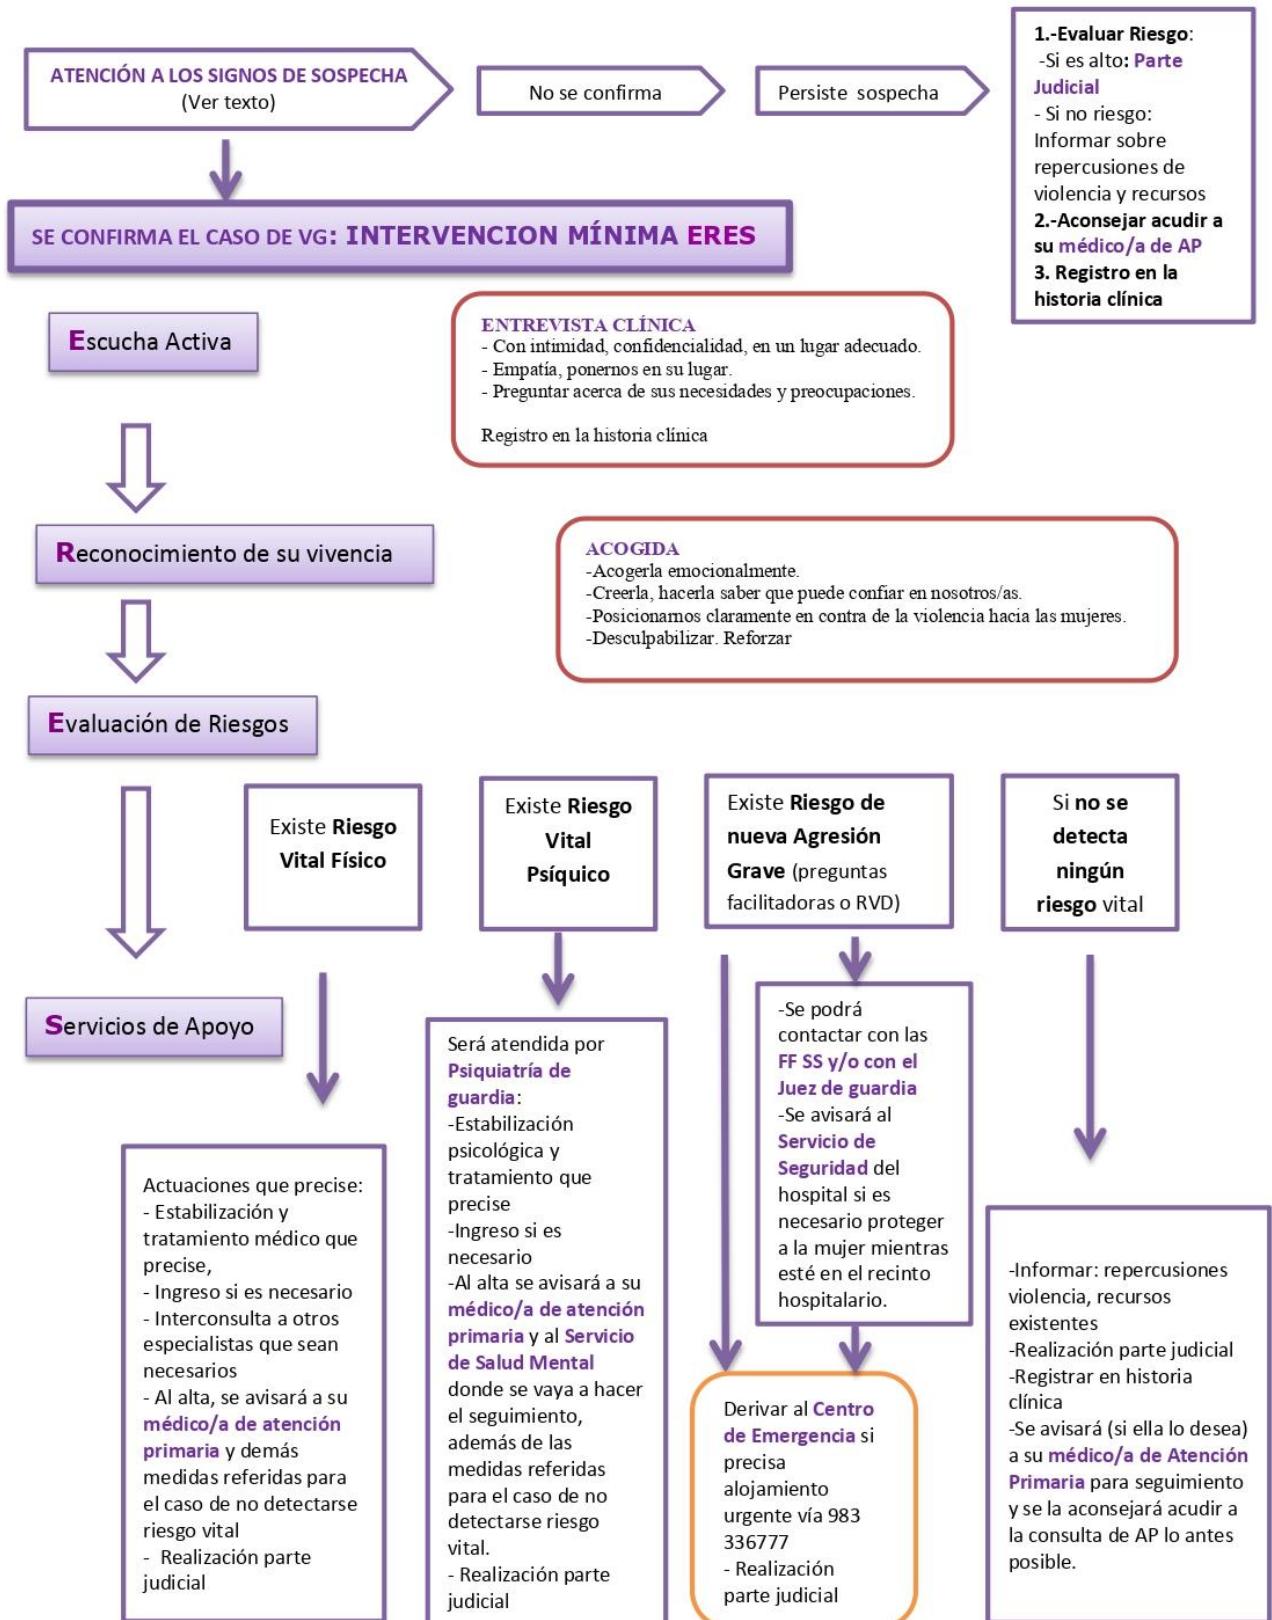 ATENCIÓN A LOS SIGNOS DE SOSPECHA
(Ver texto)
No se confirma
Persiste sospecha
1.-Evaluar Riesgo:
-Si es alto: Parte
Judicial
- Si no riesgo:
Informar sobre
repercusiones de
violencia y recursos
2.-Aconsejar acudir a
su médico/a de AP
3. Registro en la
historia clínica
SE CONFIRMA EL CASO DE VG: INTERVENCION MÍNIMA ERES
Escucha Activa
ENTREVISTA CLÍNICA
- Con intimidad, confidencialidad, en un lugar adecuado.
- Empatía, ponernos en su lugar.
- Preguntar acerca de sus necesidades y preocupaciones.
Registro en la historia clínica
Reconocimiento de su vivencia
ACOGIDA
-Acogerla emocionalmente.
-Creerla, hacerla saber que puede confiar en nosotros/as.
-Posicionarnos claramente en contra de la violencia hacia las mujeres.
-Desculpabilizar. Reforzar
Evaluación de Riesgos
Existe Riesgo
Vital Físico
Existe Riesgo
Vital
Psíquico
Existe Riesgo de
nueva Agresión
Grave (preguntas
facilitadoras o RVD)
Si no se
detecta
ningún
riesgo vital
Servicios de Apoyo
Actuaciones que precise:
- Estabilización y
tratamiento médico que
precise,
- Ingreso si es necesario
- Interconsulta a otros
especialistas que sean
necesarios
- Al alta, se avisará a su
médico/a de atención
primaria y demás
medidas referidas para
el caso de no detectarse
riesgo vital
- Realización parte
judicial
Será atendida por
Psiquiatría de
guardia:
-Estabilización
psicológica y
tratamiento que
precise
-Ingreso si es
necesario
-Al alta se avisará a su
médico/a de atención
primaria y al Servicio
de Salud Mental
donde se vaya a hacer
el seguimiento,
además de las
medidas referidas
para el caso de no
detectarse riesgo
vital.
- Realización parte
judicial
-Se podrá
contactar con las
FF SS y/o con el
Juez de guardia
-Se avisará al
Servicio de
Seguridad del
hospital si es
necesario proteger
a la mujer mientras
esté en el recinto
hospitalario.
Derivar al Centro
de Emergencia si
precisa
alojamiento
urgente vía 983
336777
- Realización
parte judicial
-Informar: repercusiones
violencia, recursos
existentes
-Realización parte judicial
-Registrar en historia
clínica
-Se avisará (si ella lo desea)
a su médico/a de Atención
Primaria para seguimiento
y se la aconsejará acudir a
la consulta de AP lo antes
posible.